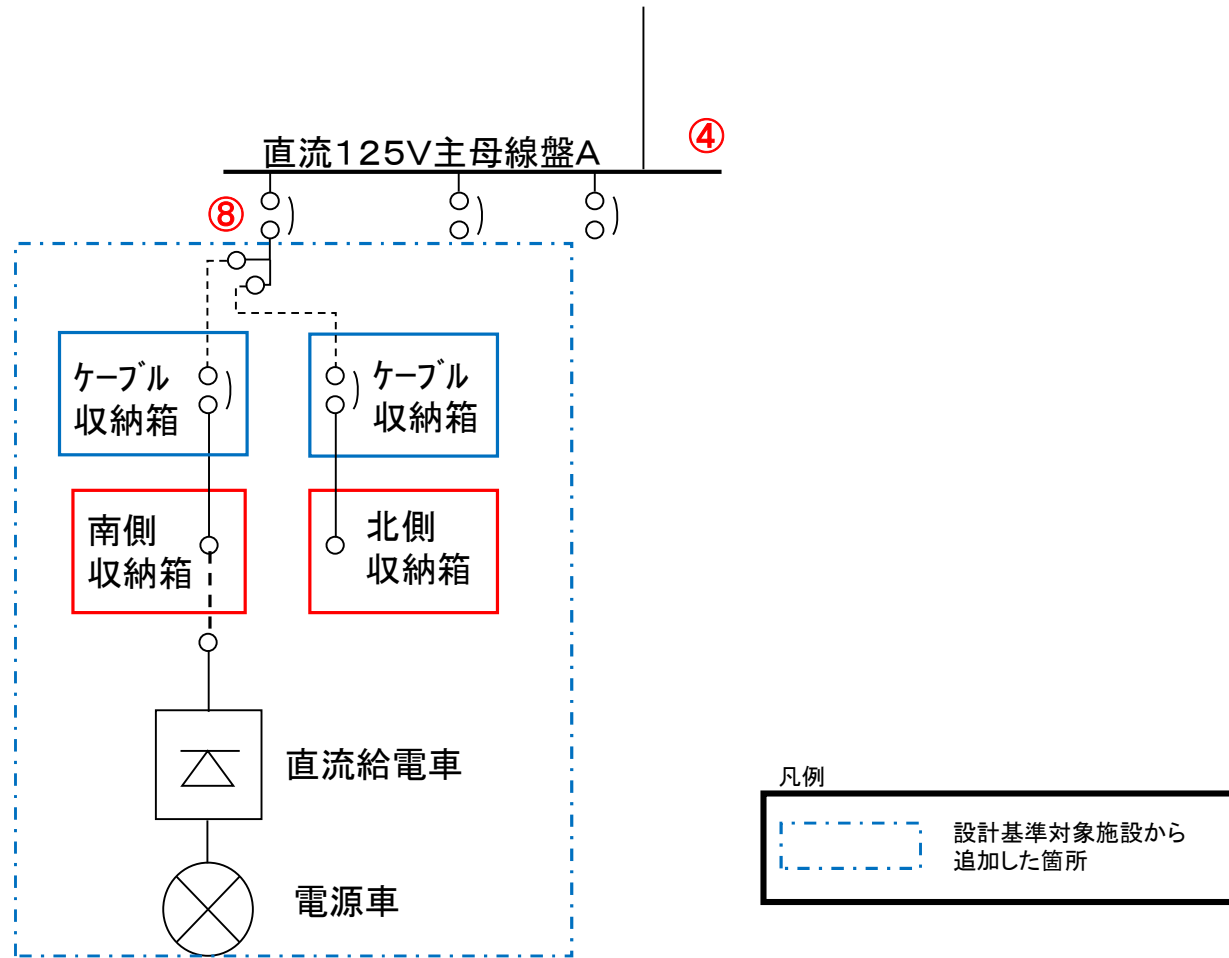 ④
直流125V主母線盤A
⑧
ｹｰﾌﾞﾙ
収納箱
ｹｰﾌﾞﾙ
収納箱
南側
収納箱
北側
収納箱
直流給電車
電源車
凡例
設計基準対象施設から
追加した箇所